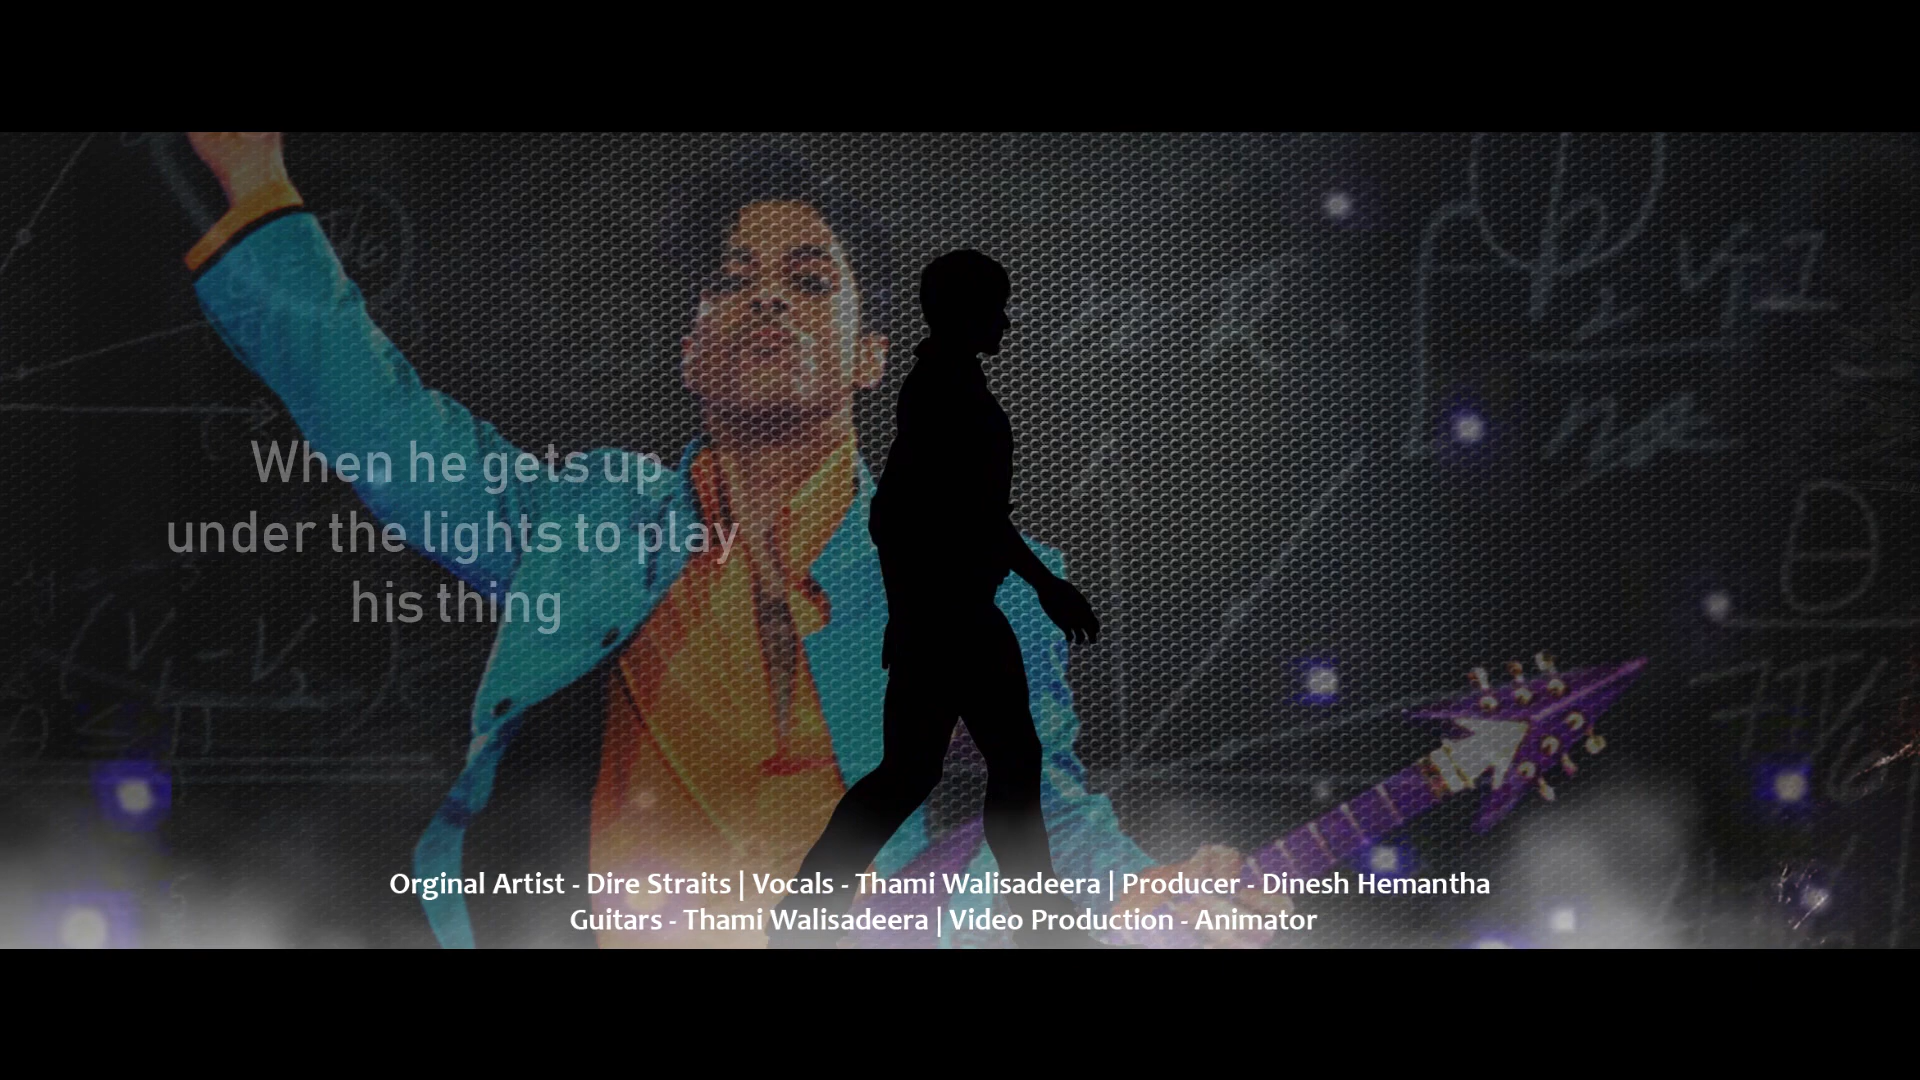 When he gets up
under the lights to play
his thing
Orginal Artist - Dire Straits | Vocals - Thami Walisadeera | Producer - Dinesh Hemantha
Guitars - Thami Walisadeera | Video Production - Animator